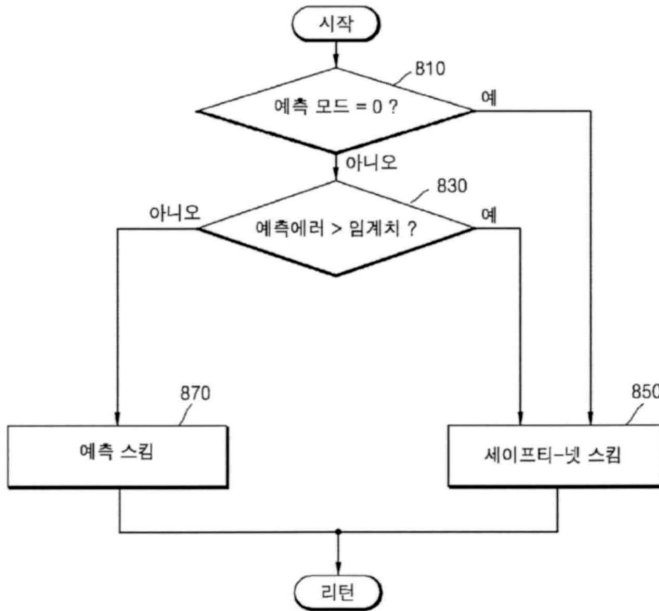 시작
810
예측 모드 = 0 ?
예
아니오
830
아니오
예측에러 > 임계치 ?
예
870
850
예측 스킴
세이프티-넷 스킴
리턴